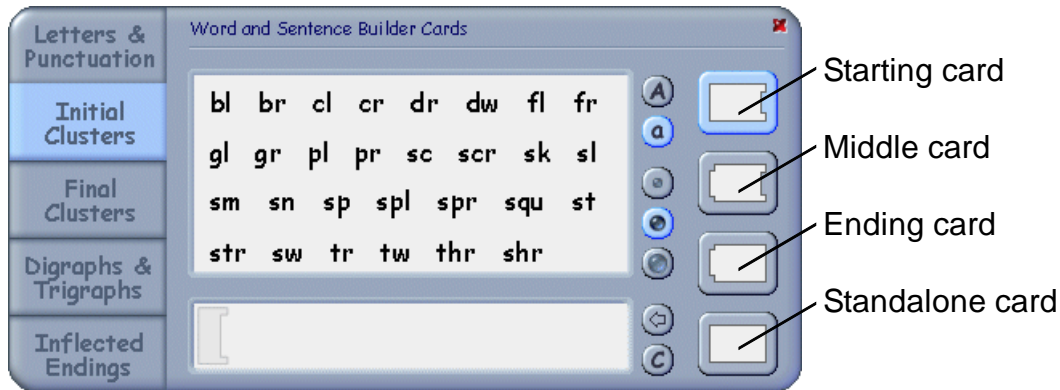 Letters &
Punctuation
Initial
Clusters
Final
Clusters
Digraphs &
Trigraphs
Inflected
Endings
Word and Sentence Builder Cards
bl br cl cr dr dw fl fr
gl gr pl pr sc scr sk sl
sm sn sp spl spr squ st
str sw tr tw thr shr
A
a
C
Starting card
Middle card
Ending card
Standalone card